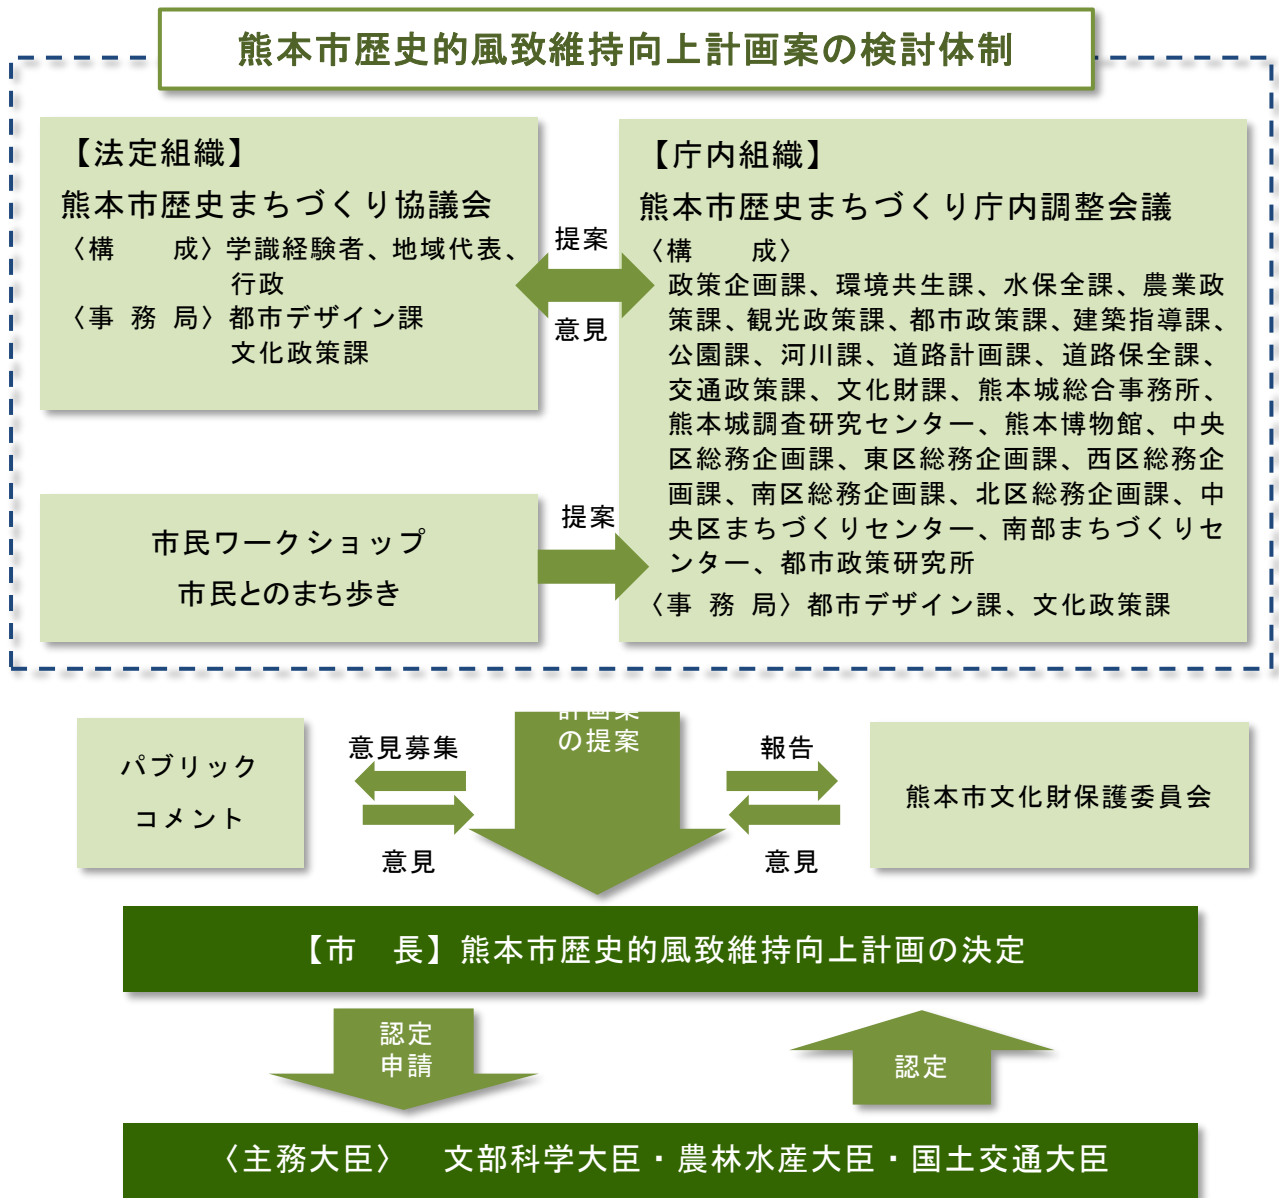 熊本市歴史的風致維持向上計画案の検討体制
【法定組織】
熊本市歴史まちづくり協議会
〈構　　成〉学識経験者、地域代表、
行政
〈事 務 局〉都市デザイン課
文化政策課
提案
意見
【庁内組織】
熊本市歴史まちづくり庁内調整会議
〈構　　成〉
政策企画課、環境共生課、水保全課、農業政
策課、観光政策課、都市政策課、建築指導課、
公園課、河川課、道路計画課、道路保全課、
交通政策課、文化財課、熊本城総合事務所、
熊本城調査研究センター、熊本博物館、中央
区総務企画課、東区総務企画課、西区総務企
画課、南区総務企画課、北区総務企画課、中
央区まちづくりセンター、南部まちづくりセ
ンター、都市政策研究所
〈事 務 局〉都市デザイン課、文化政策課
市民ワークショップ
市民とのまち歩き
提案
計画案
の提案
パブリック
コメント
意見募集
意見
報告
意見
熊本市文化財保護委員会
【市　長】熊本市歴史的風致維持向上計画の決定
認定
申請
認定
〈主務大臣〉　文部科学大臣・農林水産大臣・国土交通大臣